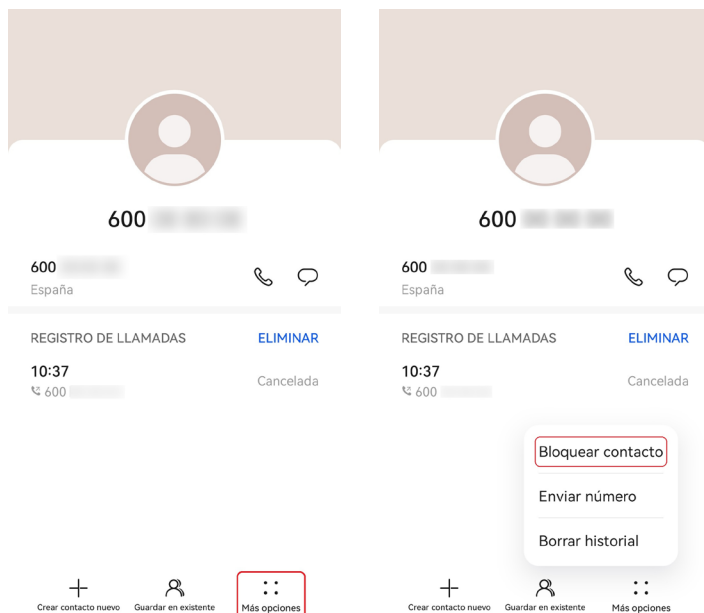 600
600
España
REGISTRO DE LLAMADAS ELIMINAR
10:37
600 Cancelada
Crear contacto nuevo Guardar en existente Más opciones
600
600
España
REGISTRO DE LLAMADAS ELIMINAR
10:37
600 Cancelada
Bloquear contacto
Enviar número
Borrar historial
Crear contacto nuevo Guardar en existente Más opciones